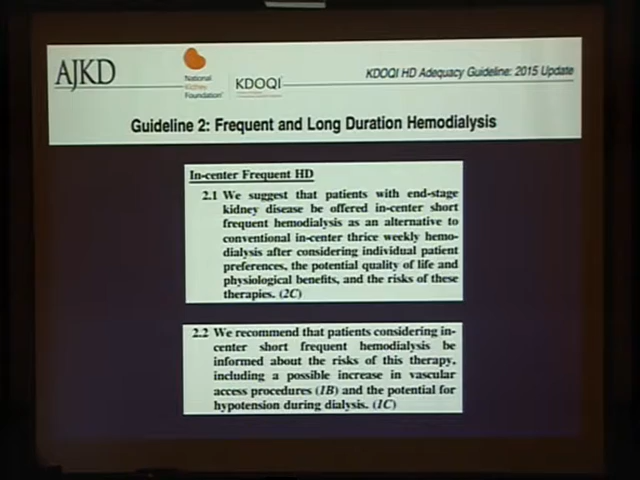 AJKD
National
Kidney
Foundation®
KDOQI
KDOQI HD Adequacy Guideline: 2015 Update
Guideline 2: Frequent and Long Duration Hemodialysis
In-center Frequent HD
2.1 We suggest that patients with end-stage
kidney disease be offered in-center short
frequent hemodialysis as an alternative to
conventional in-center thrice weekly hemo-
dialysis after considering individual patient
preferences, the potential quality of life and
physiological benefits, and the risks of these
therapies. (2C)
2.2 We recommend that patients considering in-
center short frequent hemodialysis be
informed about the risks of this therapy,
including a possible increase in vascular
access procedures (1B) and the potential for
hypotension during dialysis. (1C)